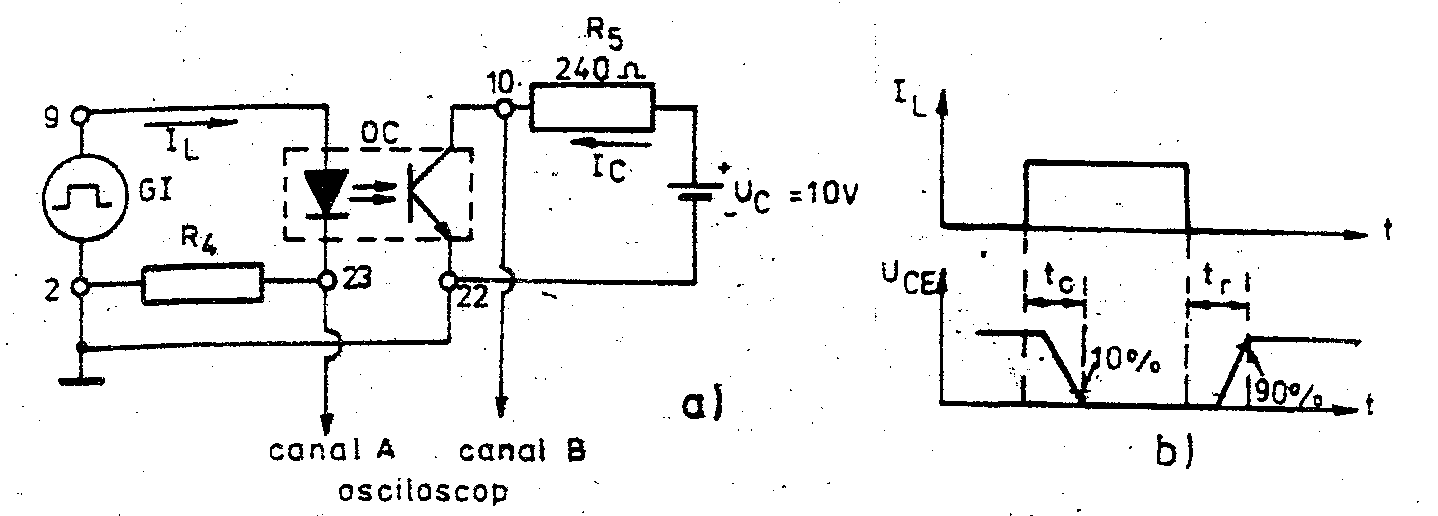 R5
240 Ω
10
9
IL
OC
IC
+
UC = 10V
-
GI
R4
2
23
22
a)
canal A canal B
osciloscop
IL
t
UCE
tc
tr
10%
90%
t
b)